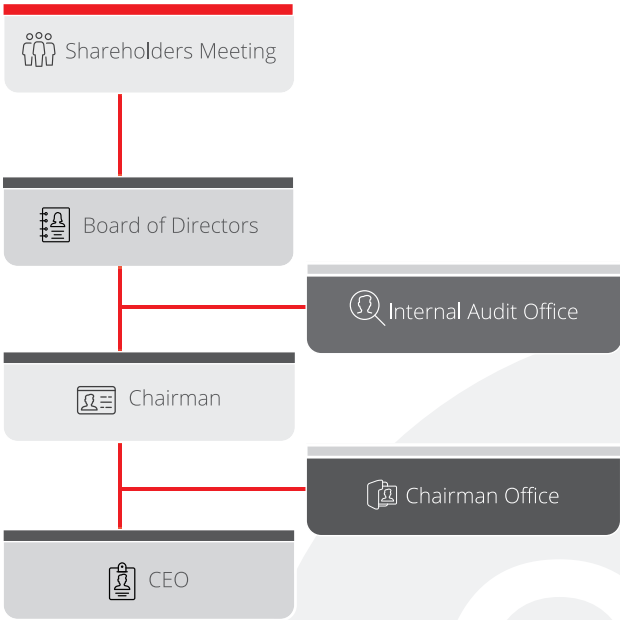 Shareholders Meeting
Board of Directors
Internal Audit Office
Chairman
Chairman Office
CEO